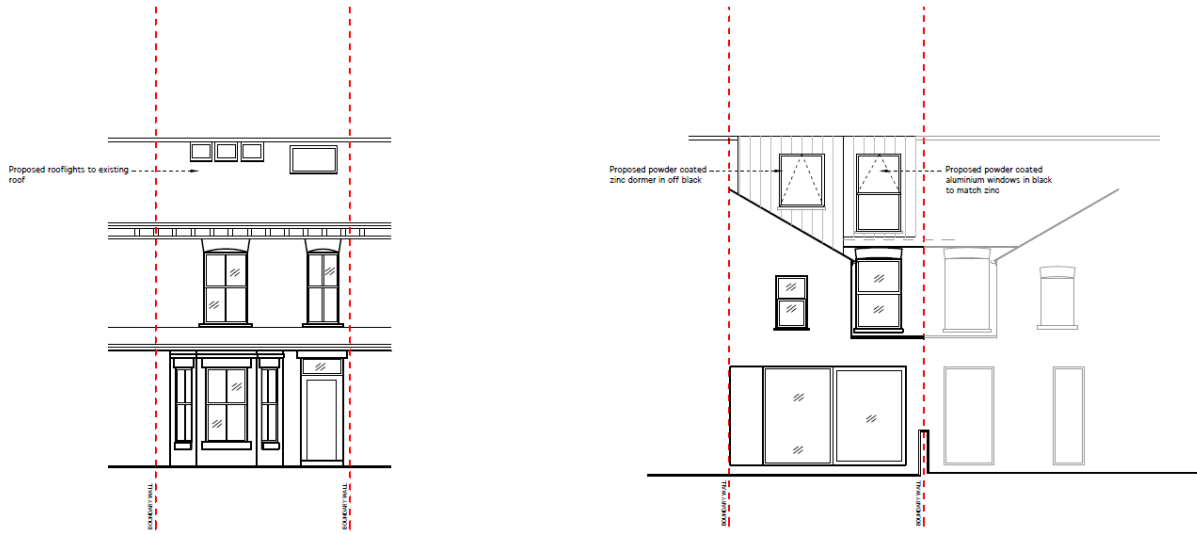 Proposed rooflights to existing
roof
BOUNDARY WALL
BOUNDARY WALL
Proposed powder coated
zinc dormer in off black
Proposed powder coated
aluminium windows in black
to match zinc
BOUNDARY WALL
BOUNDARY WALL